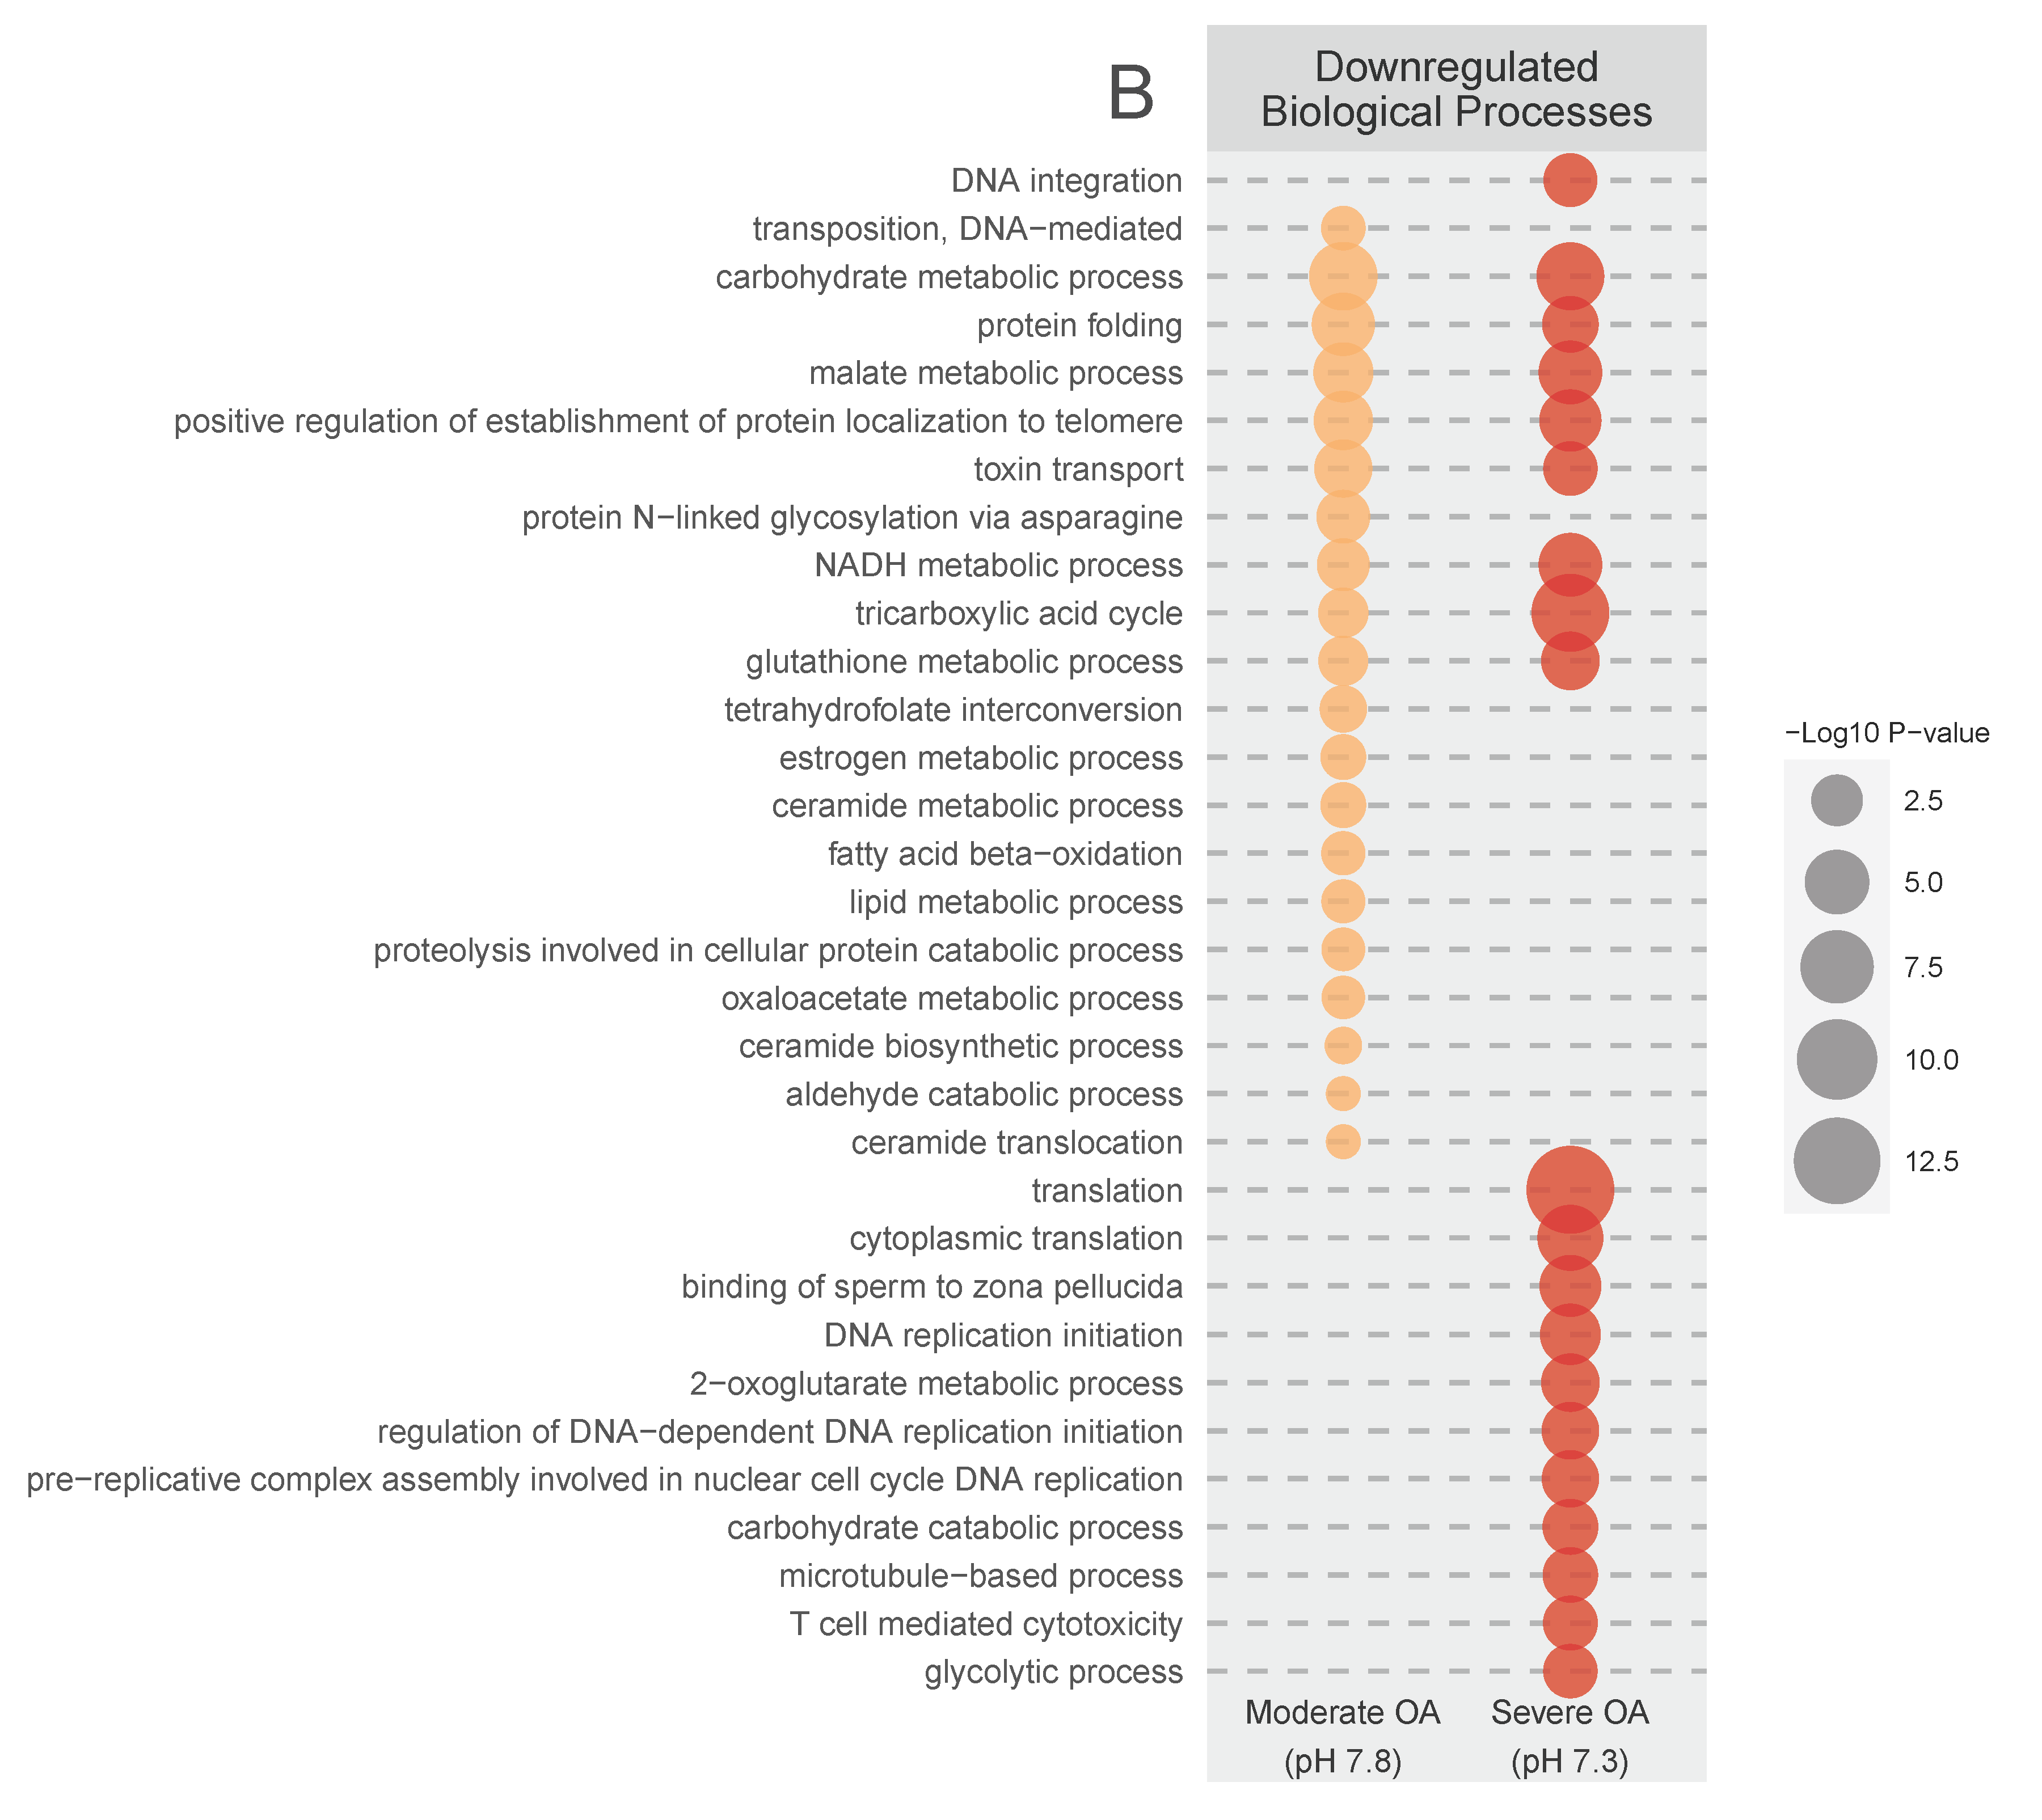 B
Downregulated
Biological Processes
DNA integration
transposition, DNA−mediated
carbohydrate metabolic process
protein folding
malate metabolic process
positive regulation of establishment of protein localization to telomere
toxin transport
protein N−linked glycosylation via asparagine
NADH metabolic process
tricarboxylic acid cycle
glutathione metabolic process
tetrahydrofolate interconversion
estrogen metabolic process
ceramide metabolic process
fatty acid beta−oxidation
lipid metabolic process
proteolysis involved in cellular protein catabolic process
oxaloacetate metabolic process
ceramide biosynthetic process
aldehyde catabolic process
ceramide translocation
translation
cytoplasmic translation
binding of sperm to zona pellucida
DNA replication initiation
2−oxoglutarate metabolic process
regulation of DNA−dependent DNA replication initiation
pre−replicative complex assembly involved in nuclear cell cycle DNA replication
carbohydrate catabolic process
microtubule−based process
T cell mediated cytotoxicity
glycolytic process
Moderate OA
(pH 7.8)
Severe OA
(pH 7.3)
−Log10 P−value
2.5
5.0
7.5
10.0
12.5